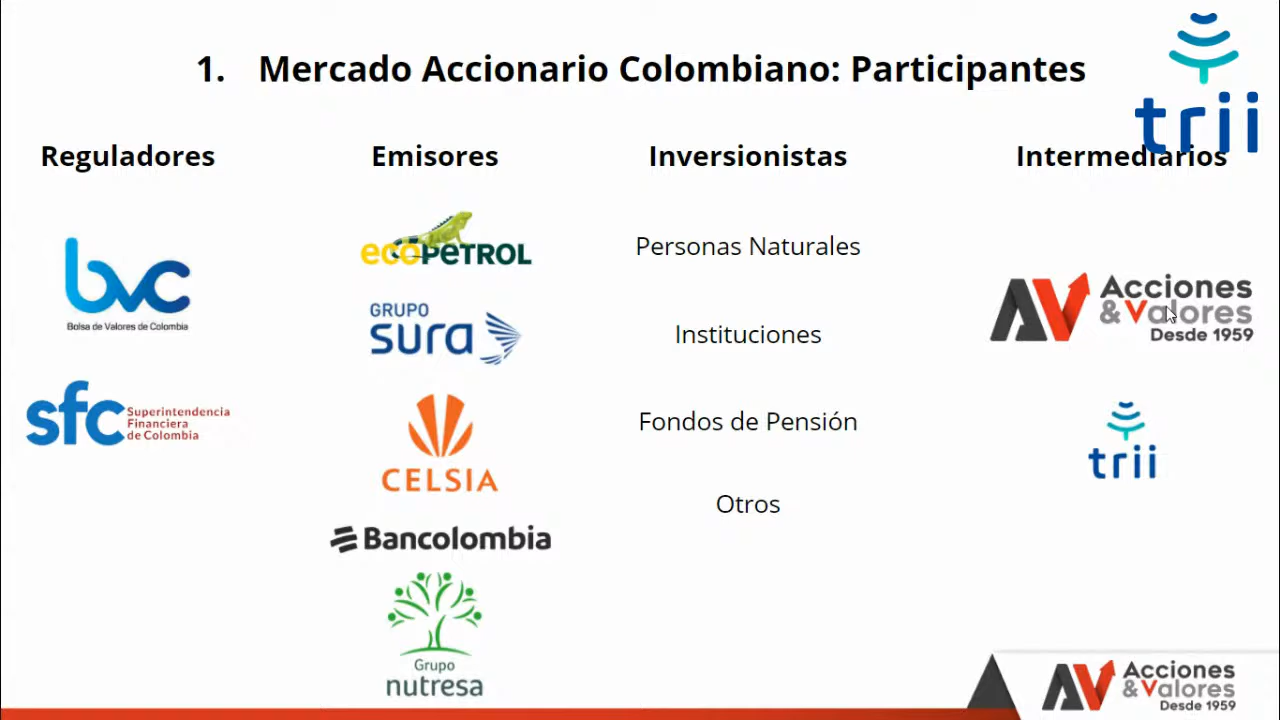 1. Mercado Accionario Colombiano: Participantes
trii
Reguladores
bvc
Bolsa de Valores de Colombia
sfc
Superintendencia
Financiera
de Colombia
Emisores
ecopetrol
GRUPO
sura
CELSIA
Bancolombia
Grupo
nutresa
Inversionistas
Personas Naturales
Instituciones
Fondos de Pensión
Otros
Intermediarios
AV Acciones
& Valores
Desde 1959
trii
AV Acciones
& Valores
Desde 1959